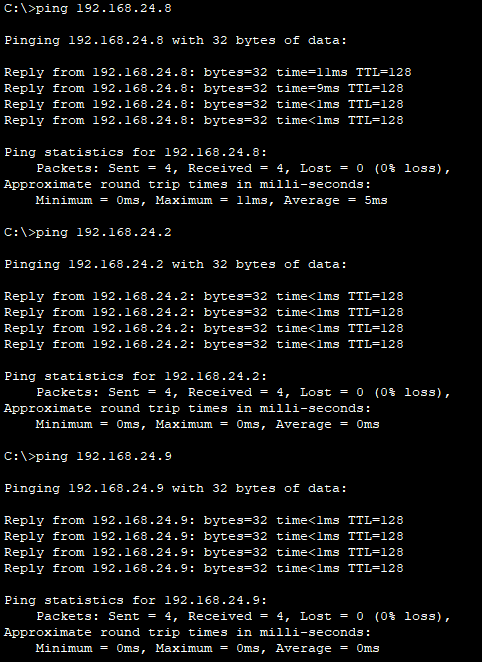 C:\>ping 192.168.24.8
Pinging 192.168.24.8 with 32 bytes of data:
Reply from 192.168.24.8: bytes=32 time=11ms TTL=128
Reply from 192.168.24.8: bytes=32 time=9ms TTL=128
Reply from 192.168.24.8: bytes=32 time<1ms TTL=128
Reply from 192.168.24.8: bytes=32 time<1ms TTL=128
Ping statistics for 192.168.24.8:
    Packets: Sent = 4, Received = 4, Lost = 0 (0% loss),
Approximate round trip times in milli-seconds:
    Minimum = 0ms, Maximum = 11ms, Average = 5ms
C:\>ping 192.168.24.2
Pinging 192.168.24.2 with 32 bytes of data:
Reply from 192.168.24.2: bytes=32 time<1ms TTL=128
Reply from 192.168.24.2: bytes=32 time<1ms TTL=128
Reply from 192.168.24.2: bytes=32 time<1ms TTL=128
Reply from 192.168.24.2: bytes=32 time<1ms TTL=128
Ping statistics for 192.168.24.2:
    Packets: Sent = 4, Received = 4, Lost = 0 (0% loss),
Approximate round trip times in milli-seconds:
    Minimum = 0ms, Maximum = 0ms, Average = 0ms
C:\>ping 192.168.24.9
Pinging 192.168.24.9 with 32 bytes of data:
Reply from 192.168.24.9: bytes=32 time<1ms TTL=128
Reply from 192.168.24.9: bytes=32 time<1ms TTL=128
Reply from 192.168.24.9: bytes=32 time<1ms TTL=128
Reply from 192.168.24.9: bytes=32 time<1ms TTL=128
Ping statistics for 192.168.24.9:
    Packets: Sent = 4, Received = 4, Lost = 0 (0% loss),
Approximate round trip times in milli-seconds:
    Minimum = 0ms, Maximum = 0ms, Average = 0ms